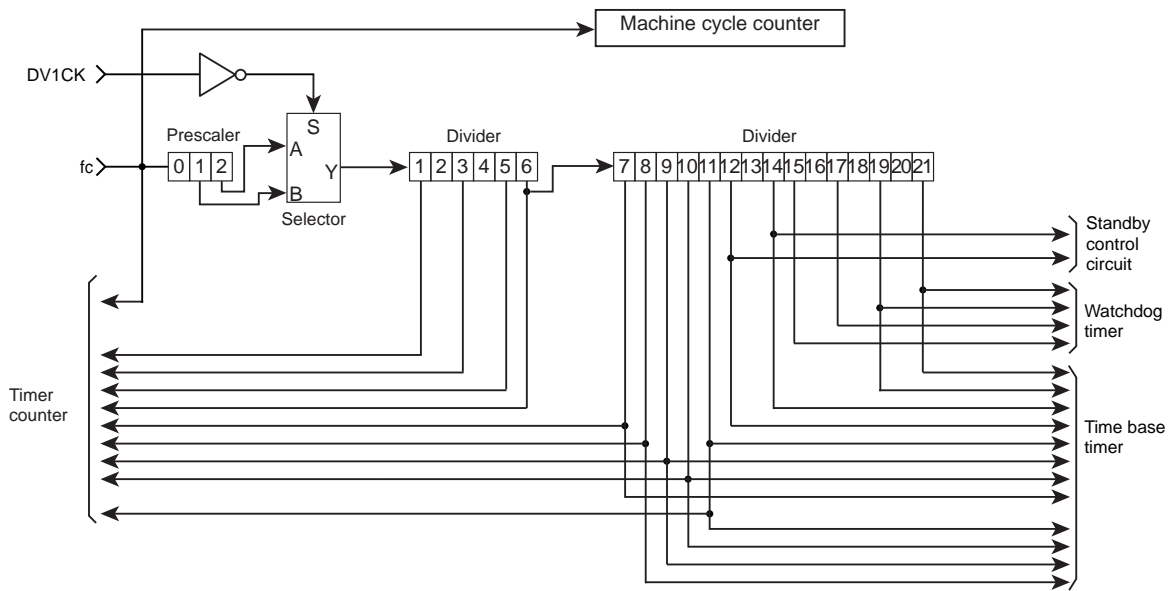 Machine cycle counter
DV1CK
S
Prescaler
Divider
Divider
fc
0 1 2
A
Y
B
1 2 3 4 5 6
7 8 9 10 11 12 13 14 15 16 17 18 19 20 21
Selector
Standby
control
circuit
Watchdog
timer
Timer
counter
Time base
timer